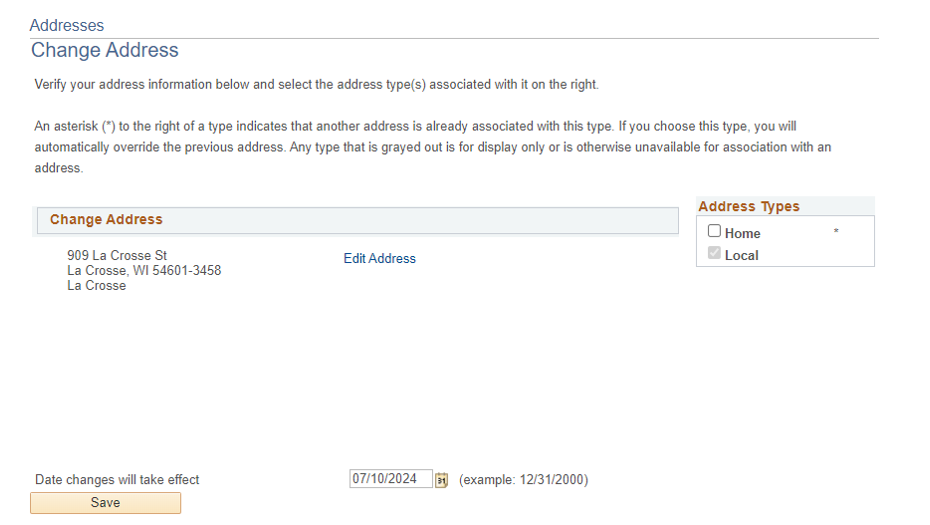 Addresses
Change Address
Verify your address information below and select the address type(s) associated with it on the right.
An asterisk (*) to the right of a type indicates that another address is already associated with this type. If you choose this type, you will
automatically override the previous address. Any type that is grayed out is for display only or is otherwise unavailable for association with an
address.
Change Address
909 La Crosse St
La Crosse, WI 54601-3458
La Crosse
Edit Address
Address Types
Home *
Local
Date changes will take effect 07/10/2024 31 (example: 12/31/2000)
Save